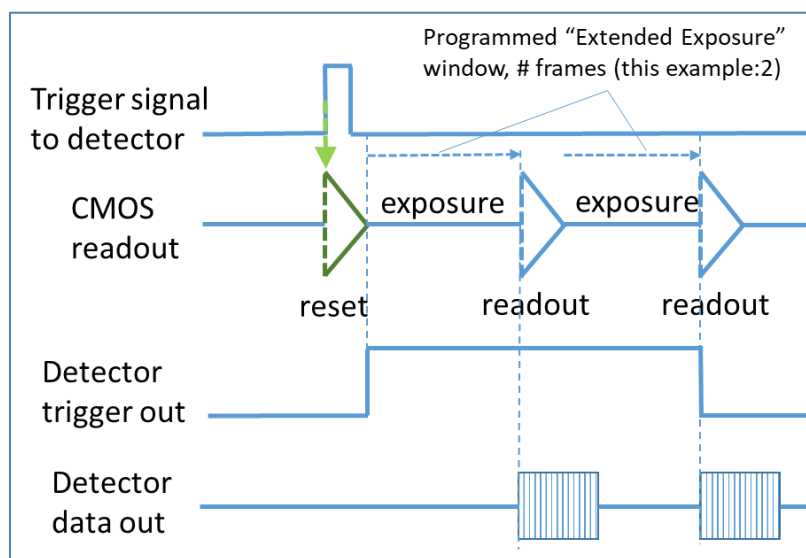 Programmed “Extended Exposure”
window, # frames (this example:2)
Trigger signal
to detector
CMOS
readout
exposure
exposure
reset
readout
readout
Detector
trigger out
Detector
data out